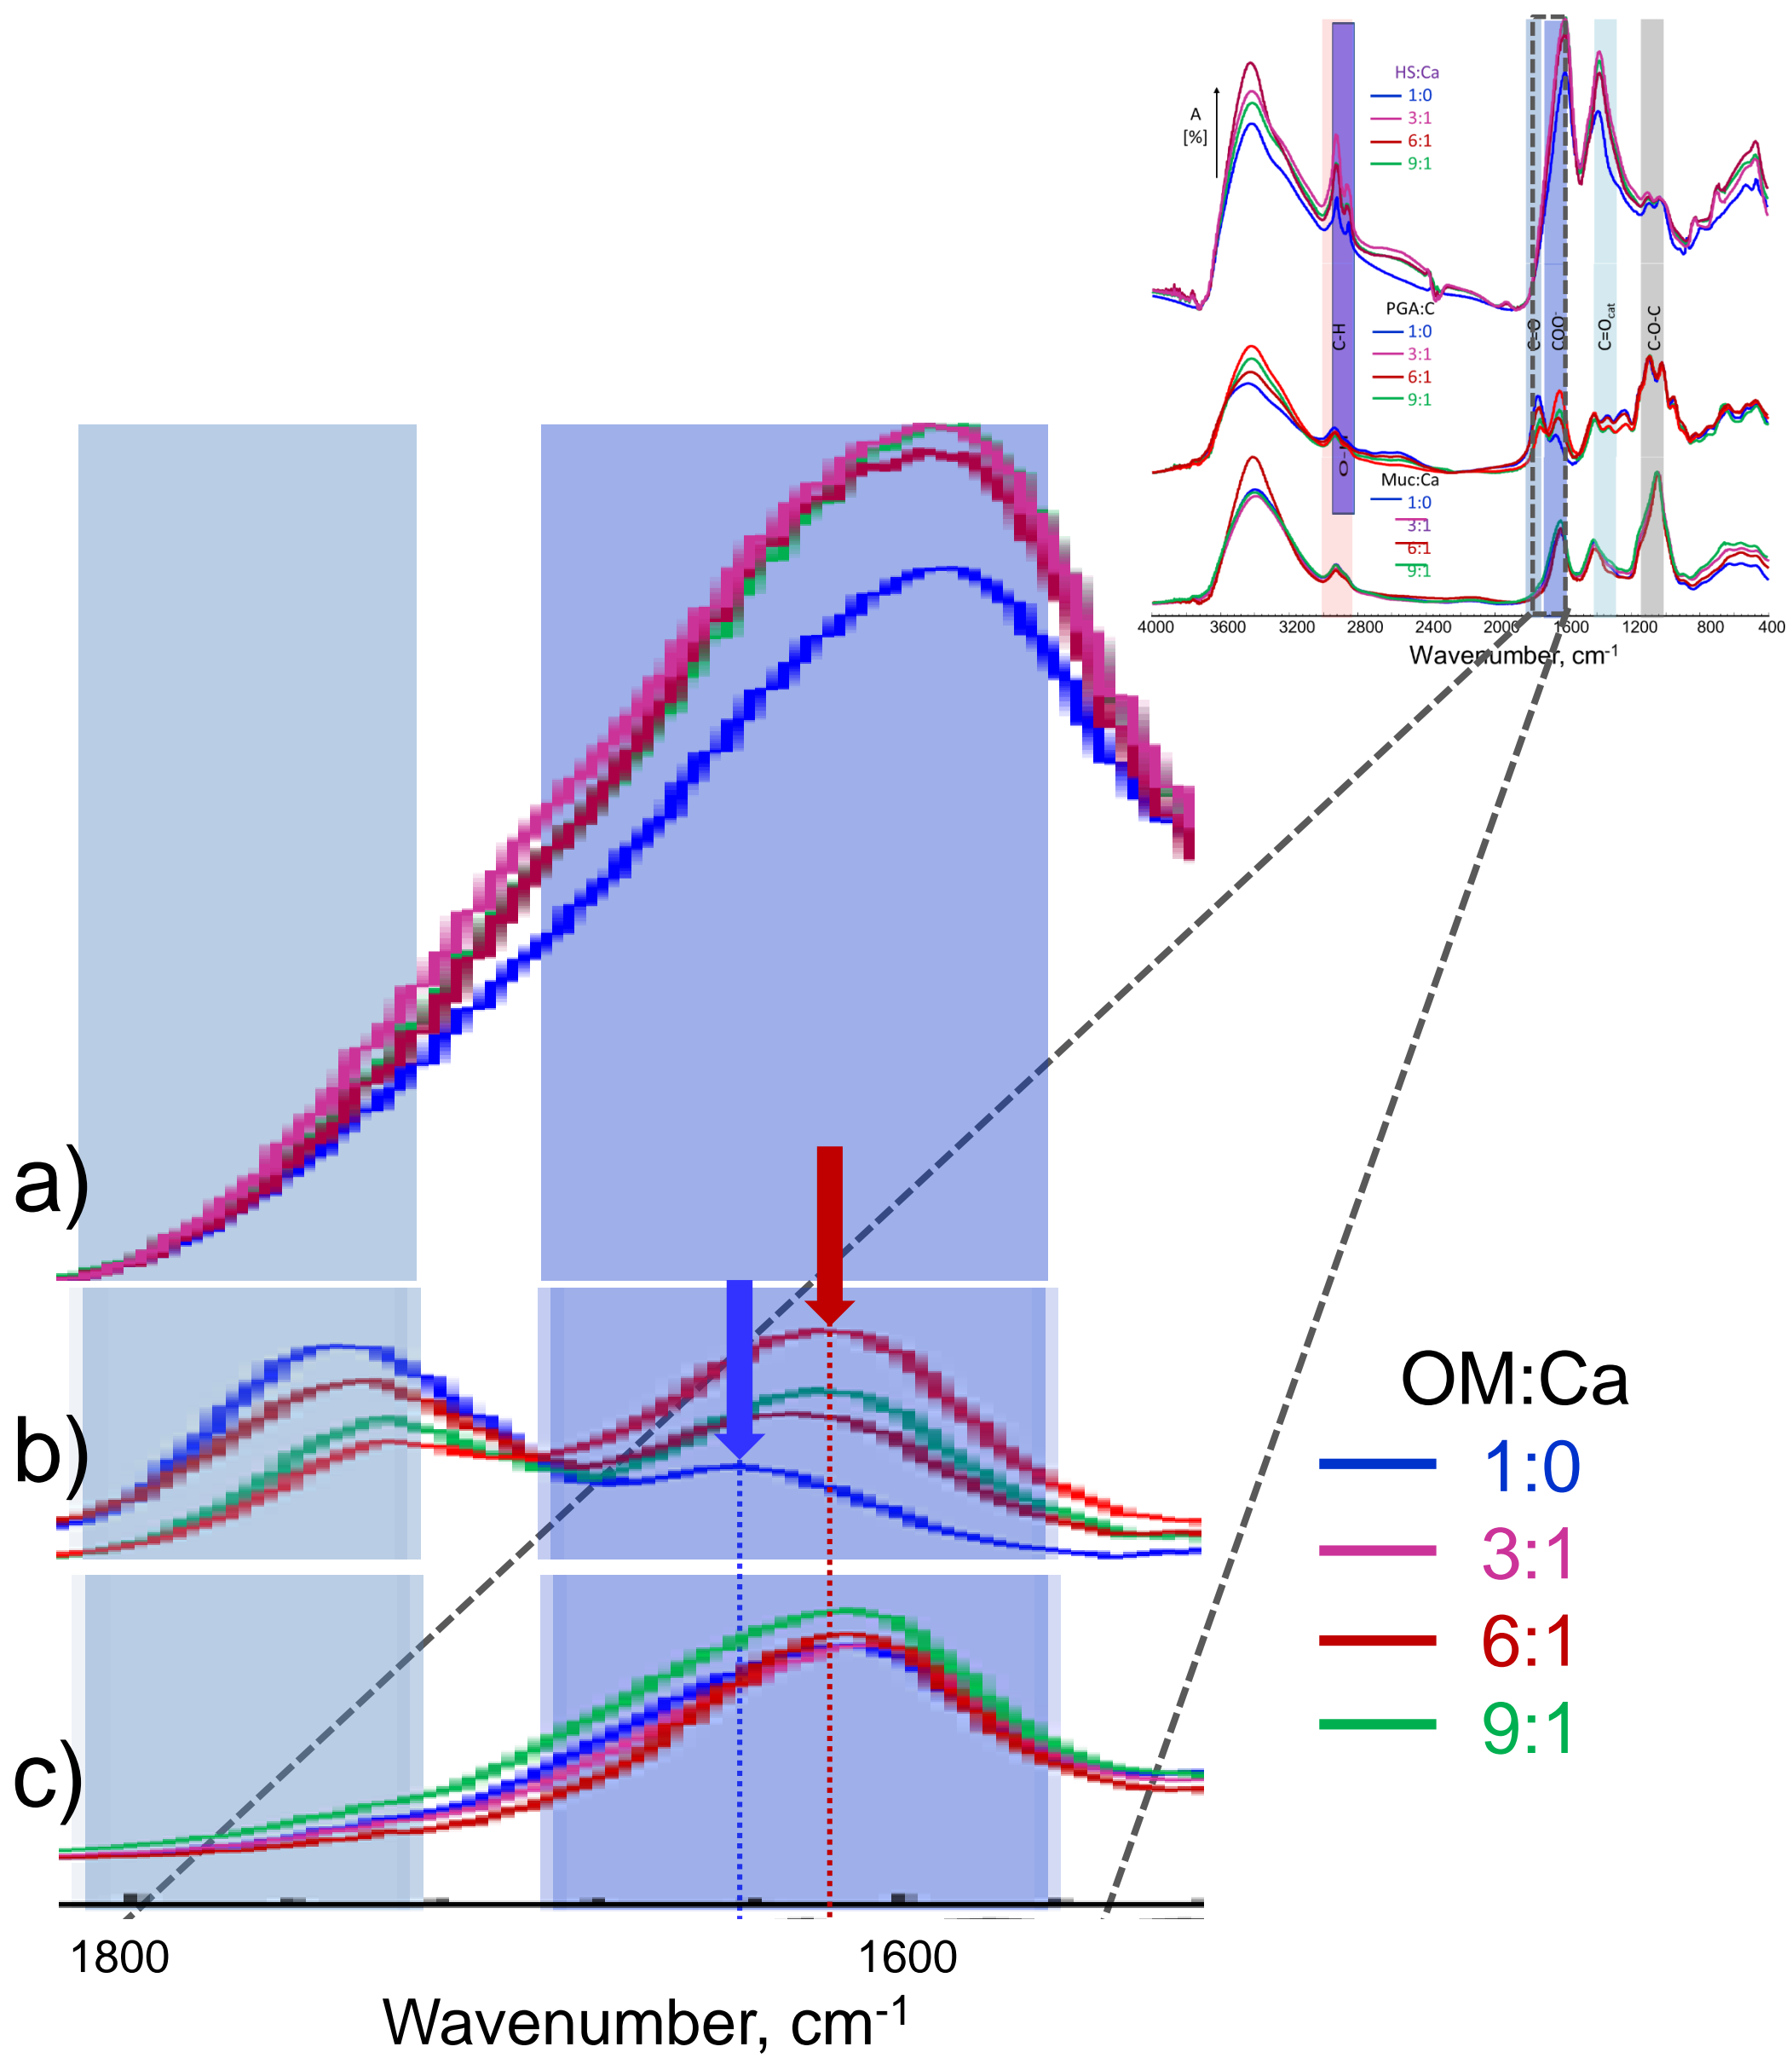 HS:Ca
1:0
3:1
6:1
9:1
A
[%]
PGA:C
1:0
3:1
6:1
9:1
C-H
C=O
COO-
C=Ocat
C-O-C
Muc:Ca
1:0
3:1
6:1
9:1
4000 3600 3200 2800 2400 2000 1600 1200 800 400
Wavenumber, cm-1
a)
b)
c)
OM:Ca
1:0
3:1
6:1
9:1
1800 1600
Wavenumber, cm-1